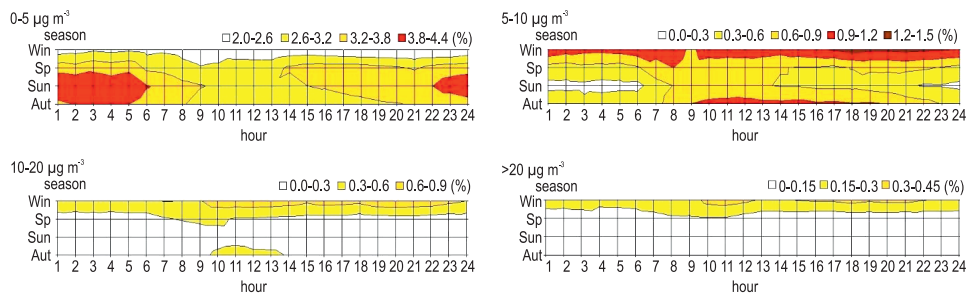 0-5 µg m⁻³
season
2.0-2.6 2.6-3.2 3.2-3.8 3.8-4.4 (%)
Win
Sp
Sun
Aut
1 2 3 4 5 6 7 8 9 10 11 12 13 14 15 16 17 18 19 20 21 22 23 24
hour
5-10 µg m⁻³
season
0.0-0.3 0.3-0.6 0.6-0.9 0.9-1.2 1.2-1.5 (%)
Win
Sp
Sun
Aut
1 2 3 4 5 6 7 8 9 10 11 12 13 14 15 16 17 18 19 20 21 22 23 24
hour
10-20 µg m⁻³
season
0.0-0.3 0.3-0.6 0.6-0.9 (%)
Win
Sp
Sun
Aut
1 2 3 4 5 6 7 8 9 10 11 12 13 14 15 16 17 18 19 20 21 22 23 24
hour
>20 µg m⁻³
season
0-0.15 0.15-0.3 0.3-0.45 (%)
Win
Sp
Sun
Aut
1 2 3 4 5 6 7 8 9 10 11 12 13 14 15 16 17 18 19 20 21 22 23 24
hour